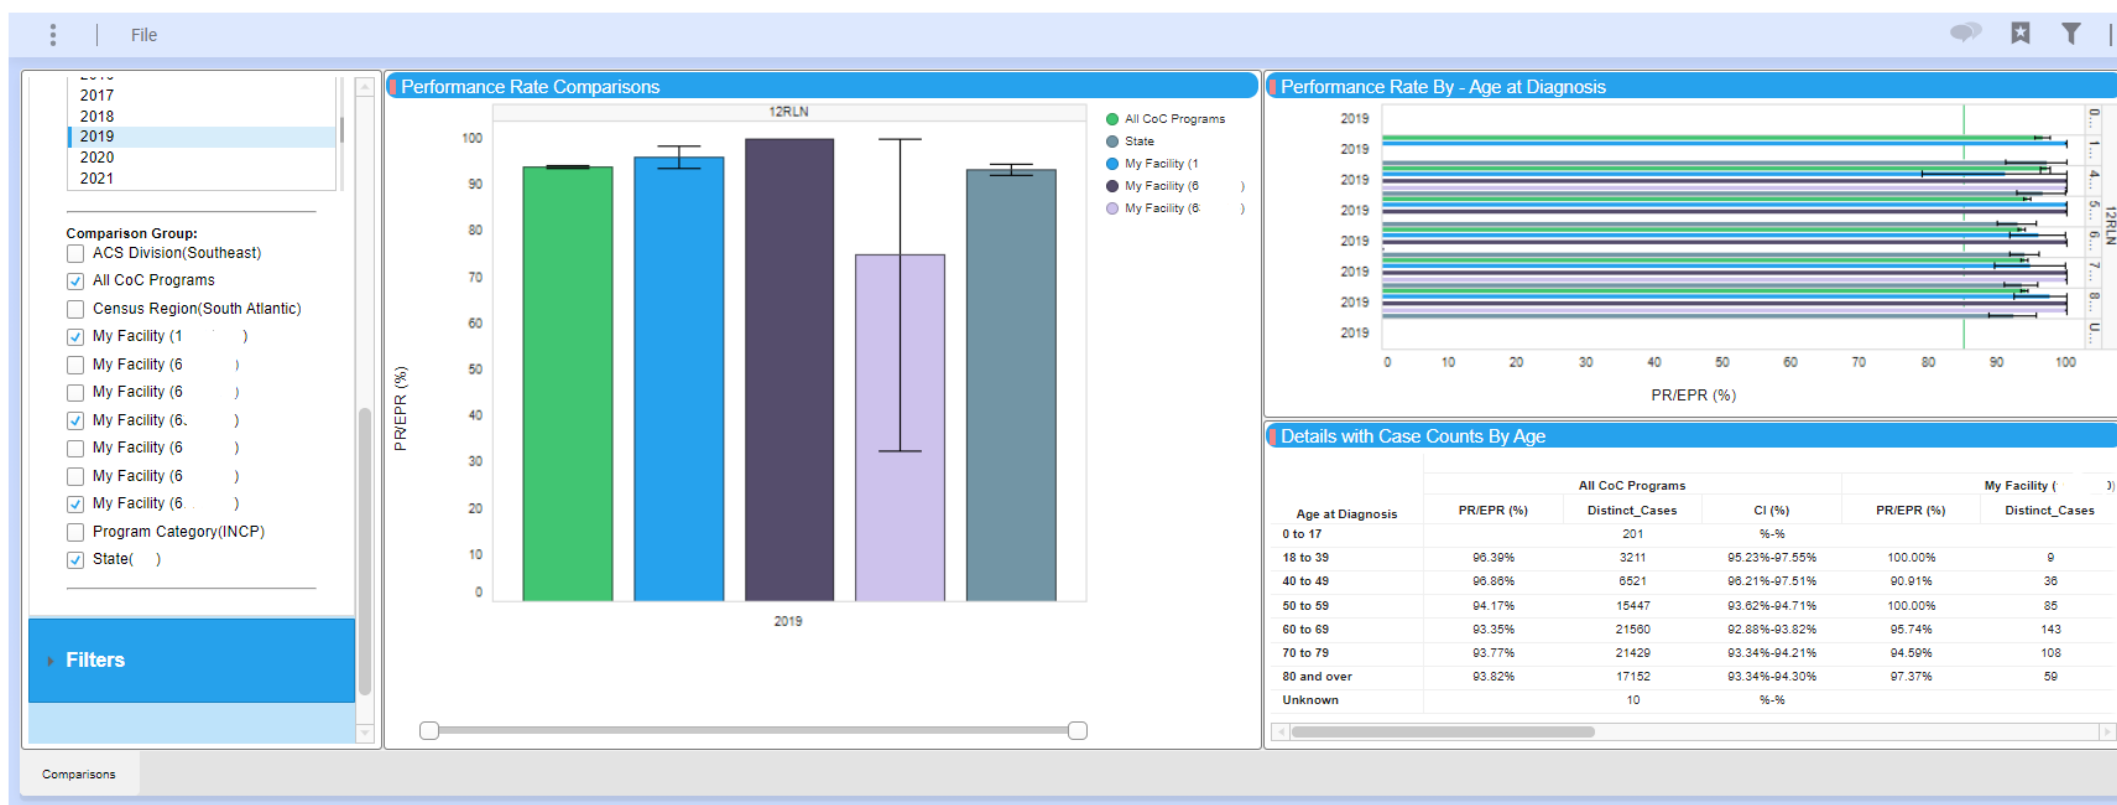 File
2017
2018
2019
2020
2021
Comparison Group:
ACS Division(Southeast)
All CoC Programs
Census Region(South Atlantic)
My Facility (1 )
My Facility (6 )
My Facility (6 )
My Facility (6. )
My Facility (6 )
My Facility (6 )
My Facility (6. )
Program Category(INCP)
State( )
Filters
Performance Rate Comparisons
12RLN
100
90
80
70
60
50
40
30
20
10
0
PR/EPR (%)
2019
All CoC Programs
State
My Facility (1
My Facility (6 )
My Facility (6 )
Performance Rate By - Age at Diagnosis
2019 0...
2019 1...
2019 4...
2019 5...
2019 6...
2019 7...
2019 8...
2019 U...
12RLN
0 10 20 30 40 50 60 70 80 90 100
PR/EPR (%)
Details with Case Counts By Age
All CoC Programs My Facility ( )
Age at Diagnosis PR/EPR (%) Distinct_Cases CI (%) PR/EPR (%) Distinct_Cases
0 to 17 201 %-%
18 to 39 96.39% 3211 95.23%-97.55% 100.00% 9
40 to 49 96.86% 6521 96.21%-97.51% 90.91% 36
50 to 59 94.17% 15447 93.62%-94.71% 100.00% 85
60 to 69 93.35% 21560 92.88%-93.82% 95.74% 143
70 to 79 93.77% 21429 93.34%-94.21% 94.59% 108
80 and over 93.82% 17152 93.34%-94.30% 97.37% 59
Unknown 10 %-%
Comparisons